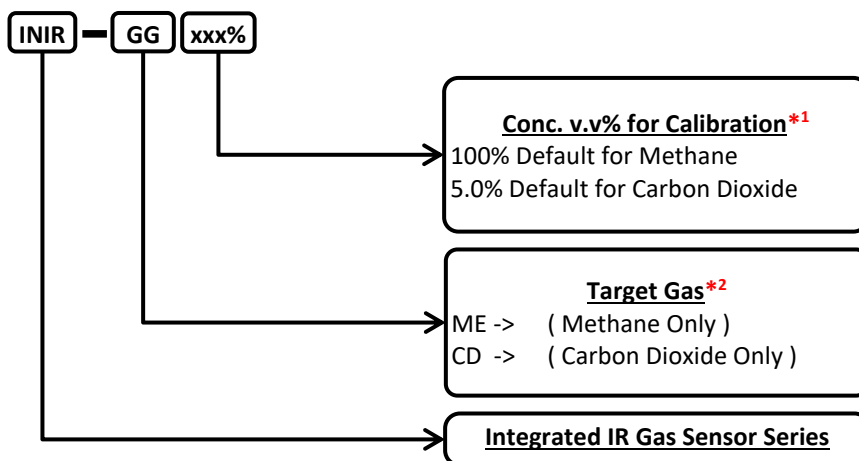 INIR - GG xxx%
Conc. v.v% for Calibration*1
100% Default for Methane
5.0% Default for Carbon Dioxide
Target Gas*2
ME -> ( Methane Only )
CD -> ( Carbon Dioxide Only )
Integrated IR Gas Sensor Series